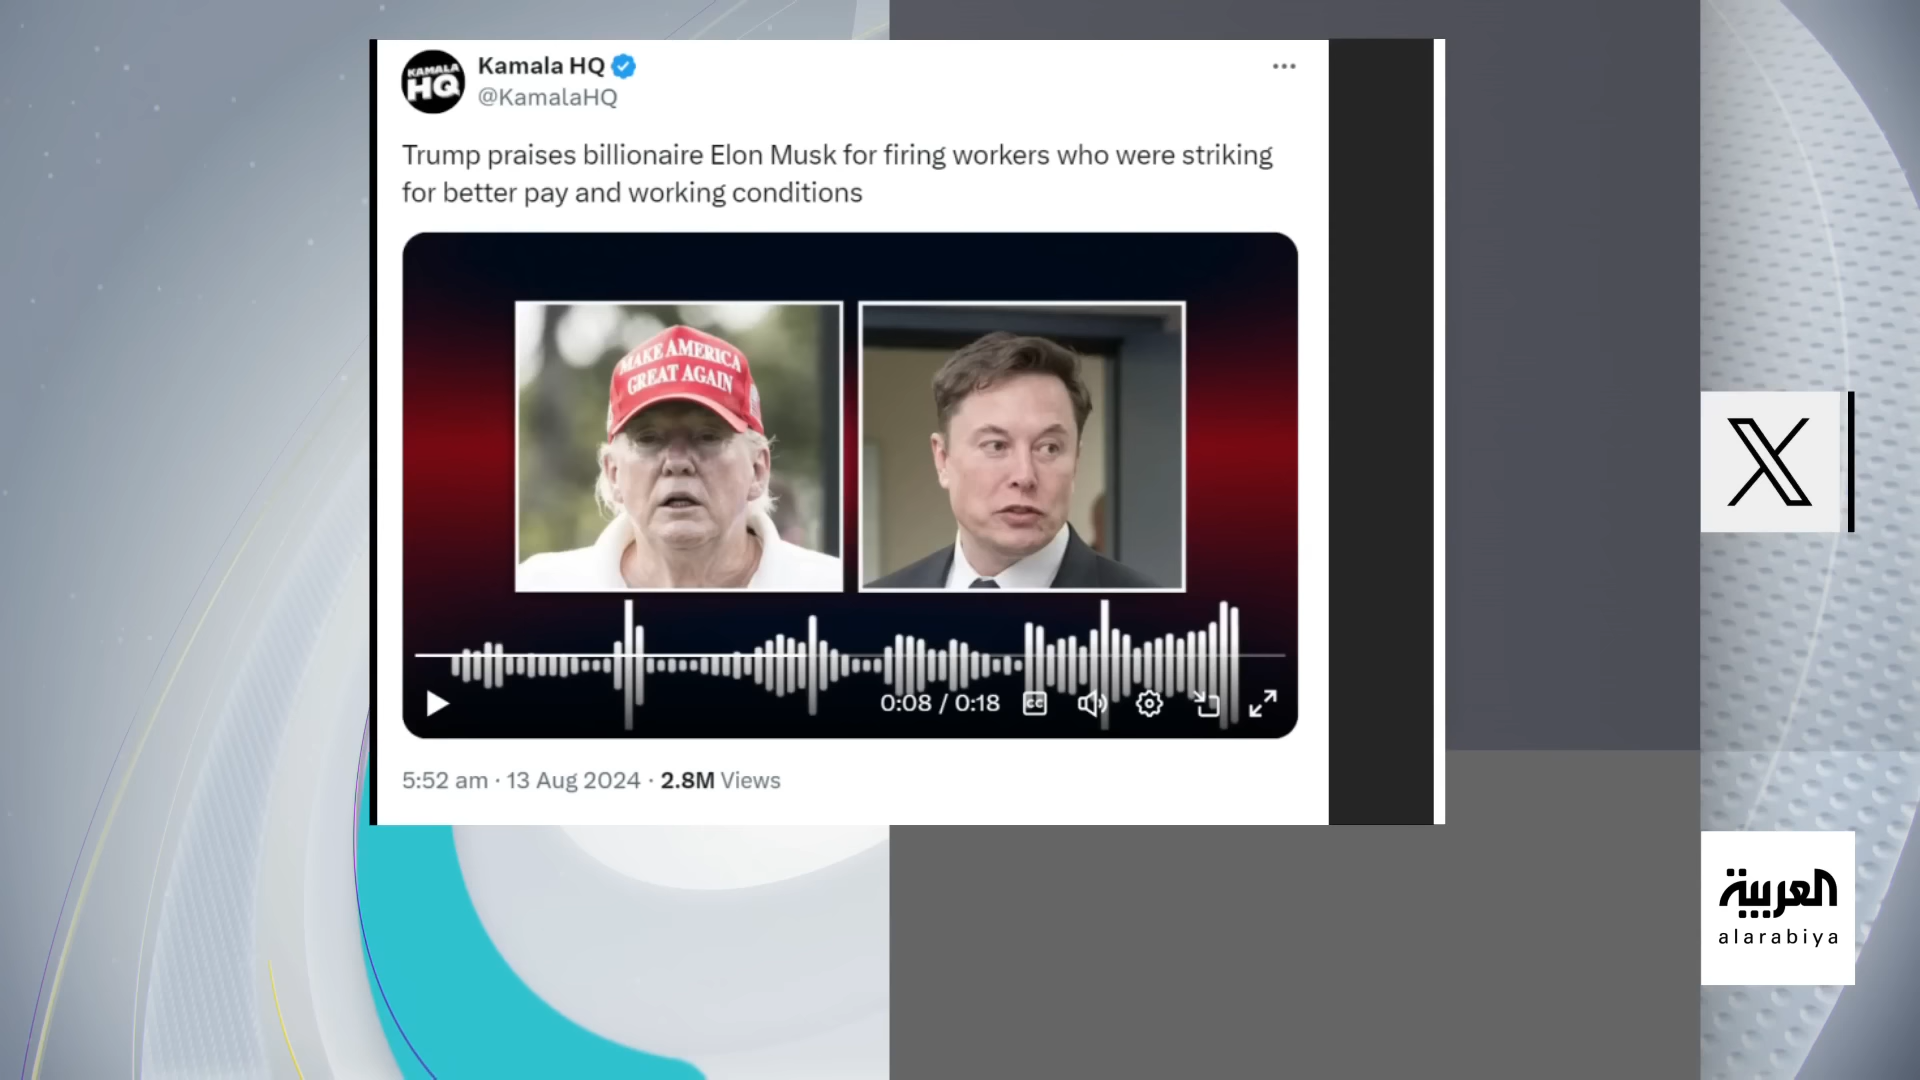 KAMALA
HQ
Kamala HQ
@KamalaHQ
Trump praises billionaire Elon Musk for firing workers who were striking
for better pay and working conditions
MAKE AMERICA
GREAT AGAIN
0:08 / 0:18
CC
5:52 am · 13 Aug 2024 · 2.8M Views
X
العربية
alarabiya